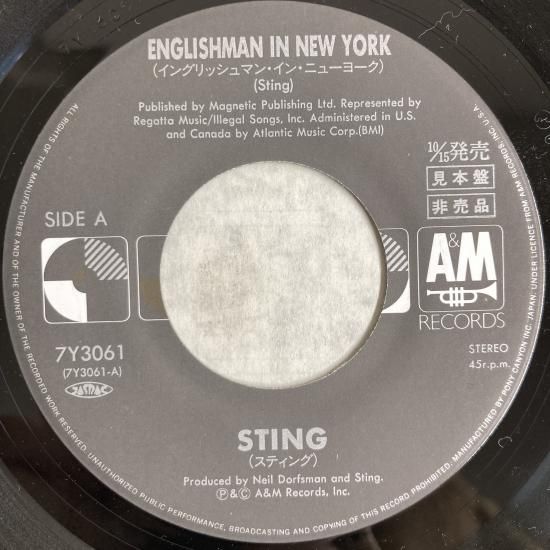 ENGLISHMAN IN NEW YORK
(イングリッシュマン・イン・ニューヨーク)
(Sting)
Published by Magnetic Publishing Ltd. Represented by
Regatta Music/Illegal Songs, Inc. Administered in U.S.
and Canada by Atlantic Music Corp.(BMI)
10/15発売
見本盤
非売品
SIDE A
A&M
RECORDS
7Y3061
(7Y3061-A)
JASRAC
STEREO
45r.p.m.
STING
(スティング)
Produced by Neil Dorfsman and Sting.
Ⓟ&© A&M Records, Inc.
ALL RIGHTS OF THE MANUFACTURER AND OF THE OWNER OF THE RECORDED WORK RESERVED. UNAUTHORIZED PUBLIC PERFORMANCE, BROADCASTING AND COPYING OF THIS RECORD PROHIBITED. MANUFACTURED BY PONY CANYON INC. JAPAN, UNDER LICENCE FROM A&M RECORDS, INC. U.S.A.